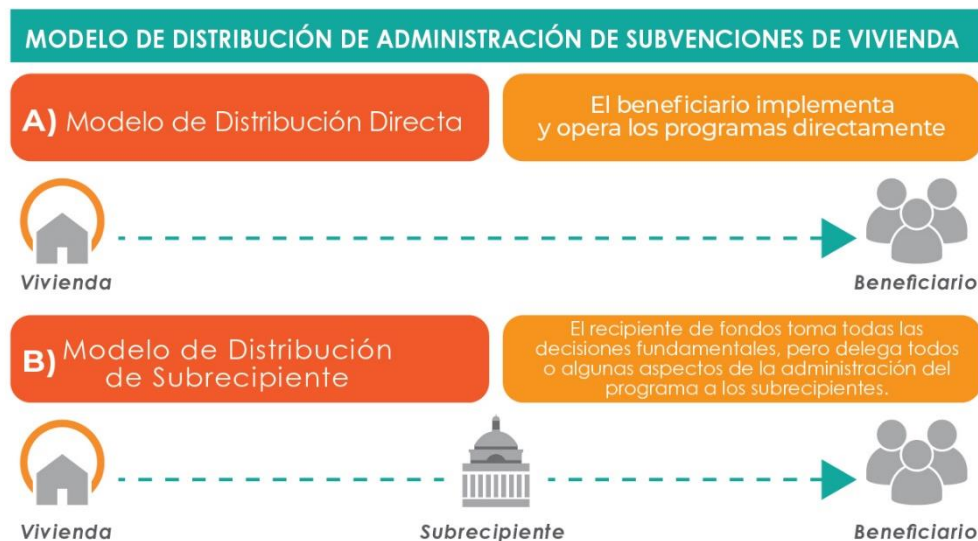 MODELO DE DISTRIBUCIÓN DE ADMINISTRACIÓN DE SUBVENCIONES DE VIVIENDA
A) Modelo de Distribución Directa
El beneficiario implementa
y opera los programas directamente
Vivienda
Beneficiario
B) Modelo de Distribución
de Subrecipiente
El recipiente de fondos toma todas las
decisiones fundamentales, pero delega todos
o algunas aspectos de la administración del
programa a los subrecipientes.
Vivienda
Subrecipiente
Beneficiario